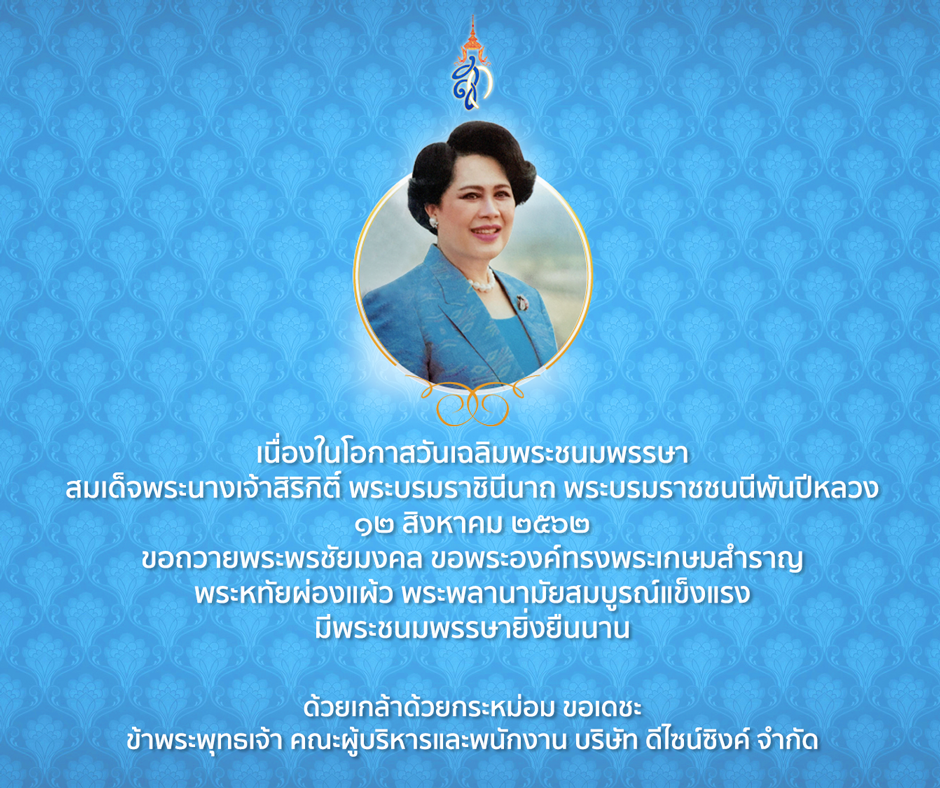 เนื่องในโอกาสวันเฉลิมพระชนมพรรษา
สมเด็จพระนางเจ้าสิริกิติ์ พระบรมราชินีนาถ พระบรมราชชนนีพันปีหลวง
๑๒ สิงหาคม ๒๕๖๒
ขอถวายพระพรชัยมงคล ขอพระองค์ทรงพระเกษมสำราญ
พระหทัยผ่องแผ้ว พระพลานามัยสมบูรณ์แข็งแรง
มีพระชนมพรรษายิ่งยืนนาน
ด้วยเกล้าด้วยกระหม่อม ขอเดชะ
ข้าพระพุทธเจ้า คณะผู้บริหารและพนักงาน บริษัท ดีไซน์ซิงค์ จำกัด